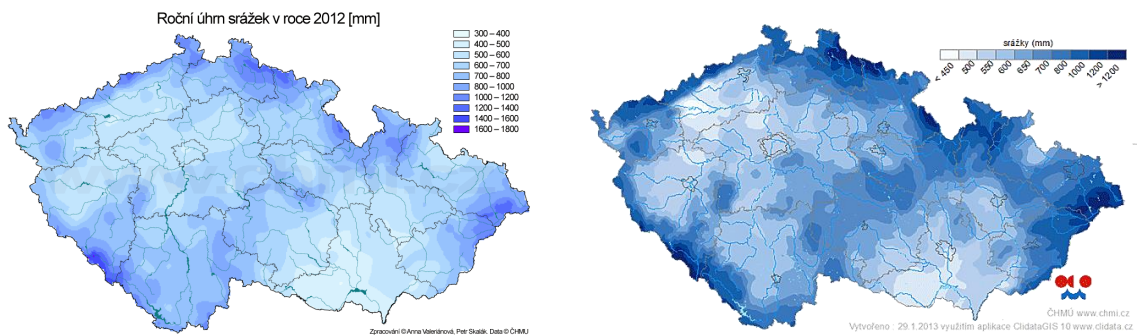 Roční úhrn srážek v roce 2012 [mm]
300 – 400
400 – 500
500 – 600
600 – 700
700 – 800
800 – 1000
1000 – 1200
1200 – 1400
1400 – 1600
1600 – 1800
Zpracování © Anna Valeriánová, Petr Skalák, Data © ČHMÚ
srážky (mm)
< 450
500
550
600
650
700
800
1000
1200
> 1200
ČHMÚ www.chmi.cz
Vytvořeno : 29.1.2013 využitím aplikace ClidataGIS 10 www.clidata.cz